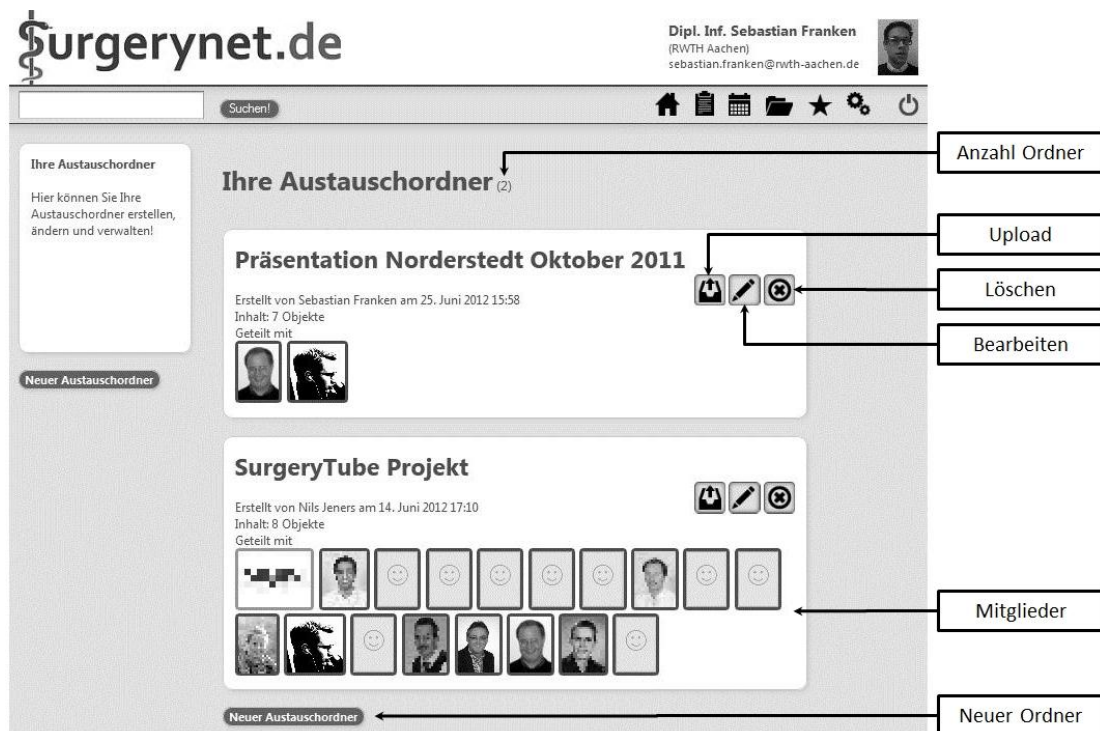 Surgerynet.de
Dipl. Inf. Sebastian Franken
(RWTH Aachen)
sebastian.franken@rwth-aachen.de
Suchen!
Ihre Austauschordner
Hier können Sie Ihre
Austauschordner erstellen,
ändern und verwalten!
Neuer Austauschordner
Ihre Austauschordner (2)
Anzahl Ordner
Präsentation Norderstedt Oktober 2011
Erstellt von Sebastian Franken am 25. Juni 2012 15:58
Inhalt: 7 Objekte
Geteilt mit
Upload
Löschen
Bearbeiten
SurgeryTube Projekt
Erstellt von Nils Jeners am 14. Juni 2012 17:10
Inhalt: 8 Objekte
Geteilt mit
Mitglieder
Neuer Austauschordner
Neuer Ordner